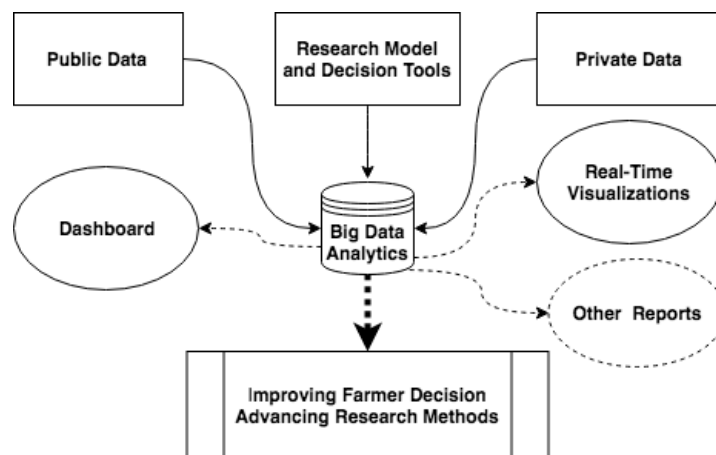 Public Data
Research Model
and Decision Tools
Private Data
Real-Time
Visualizations
Dashboard
Big Data
Analytics
Other Reports
Improving Farmer Decision
Advancing Research Methods